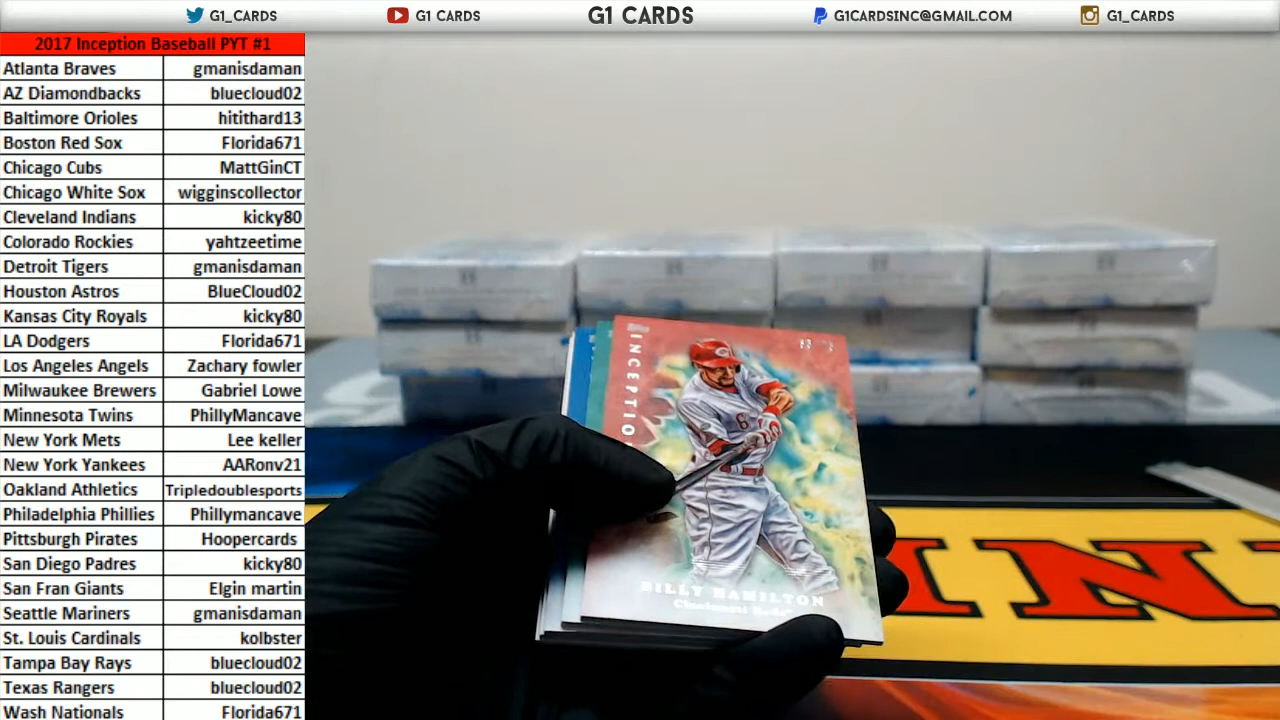 G1_CARDS
G1 CARDS
G1 CARDS
G1CARDSINC@GMAIL.COM
G1_CARDS
2017 Inception Baseball PYT #1
Atlanta Braves gmanisdaman
AZ Diamondbacks bluecloud02
Baltimore Orioles hitithard13
Boston Red Sox Florida671
Chicago Cubs MattGinCT
Chicago White Sox wigginscollector
Cleveland Indians kicky80
Colorado Rockies yahtzeetime
Detroit Tigers gmanisdaman
Houston Astros BlueCloud02
Kansas City Royals kicky80
LA Dodgers Florida671
Los Angeles Angels Zachary fowler
Milwaukee Brewers Gabriel Lowe
Minnesota Twins PhillyMancave
New York Mets Lee keller
New York Yankees AARonv21
Oakland Athletics Tripledoublesports
Philadelphia Phillies Phillymancave
Pittsburgh Pirates Hoopercards
San Diego Padres kicky80
San Fran Giants Elgin martin
Seattle Mariners gmanisdaman
St. Louis Cardinals kolbster
Tampa Bay Rays bluecloud02
Texas Rangers bluecloud02
Wash Nationals Florida671
Topps
INCEPTIO
BILLY HAMILTON
Cincinnati Reds
IN